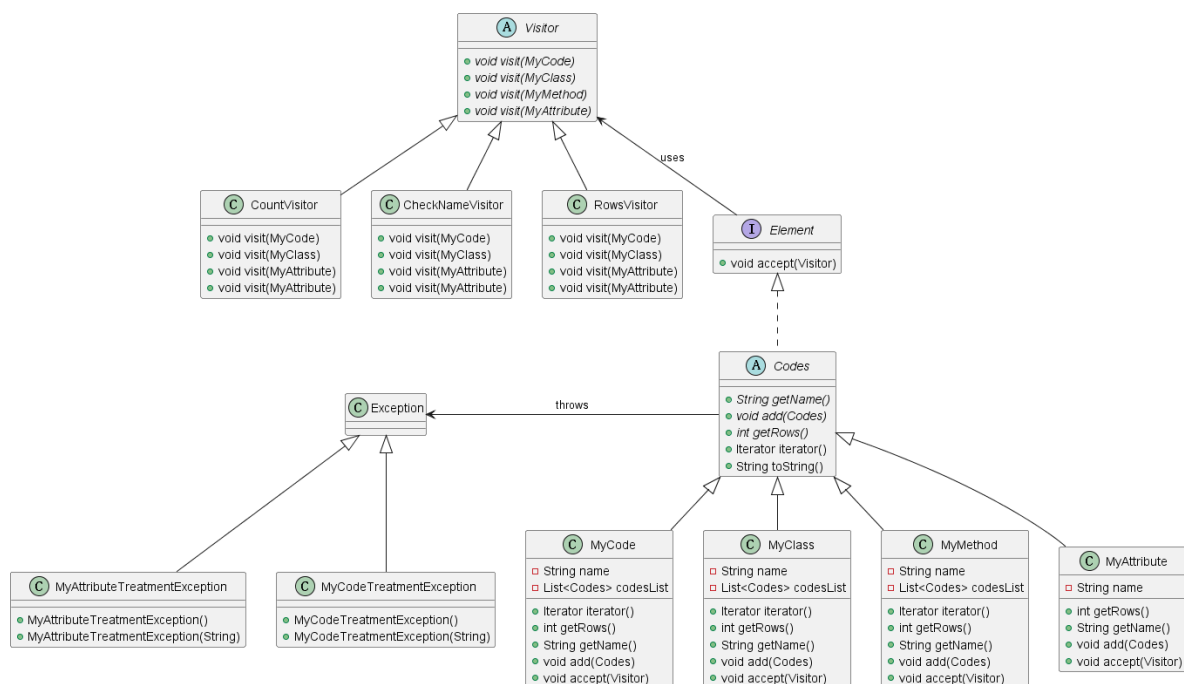 A Visitor
void visit(MyCode)
void visit(MyClass)
void visit(MyMethod)
void visit(MyAttribute)
uses
C CountVisitor
void visit(MyCode)
void visit(MyClass)
void visit(MyAttribute)
void visit(MyAttribute)
C CheckNameVisitor
void visit(MyCode)
void visit(MyClass)
void visit(MyAttribute)
void visit(MyAttribute)
C RowsVisitor
void visit(MyCode)
void visit(MyClass)
void visit(MyAttribute)
void visit(MyAttribute)
I Element
void accept(Visitor)
A Codes
String getName()
void add(Codes)
int getRows()
Iterator iterator()
String toString()
throws
C Exception
C MyAttributeTreatmentException
MyAttributeTreatmentException()
MyAttributeTreatmentException(String)
C MyCodeTreatmentException
MyCodeTreatmentException()
MyCodeTreatmentException(String)
C MyCode
String name
List<Codes> codesList
Iterator iterator()
int getRows()
String getName()
void add(Codes)
void accept(Visitor)
C MyClass
String name
List<Codes> codesList
Iterator iterator()
int getRows()
String getName()
void add(Codes)
void accept(Visitor)
C MyMethod
String name
List<Codes> codesList
Iterator iterator()
int getRows()
String getName()
void add(Codes)
void accept(Visitor)
C MyAttribute
String name
int getRows()
String getName()
void add(Codes)
void accept(Visitor)